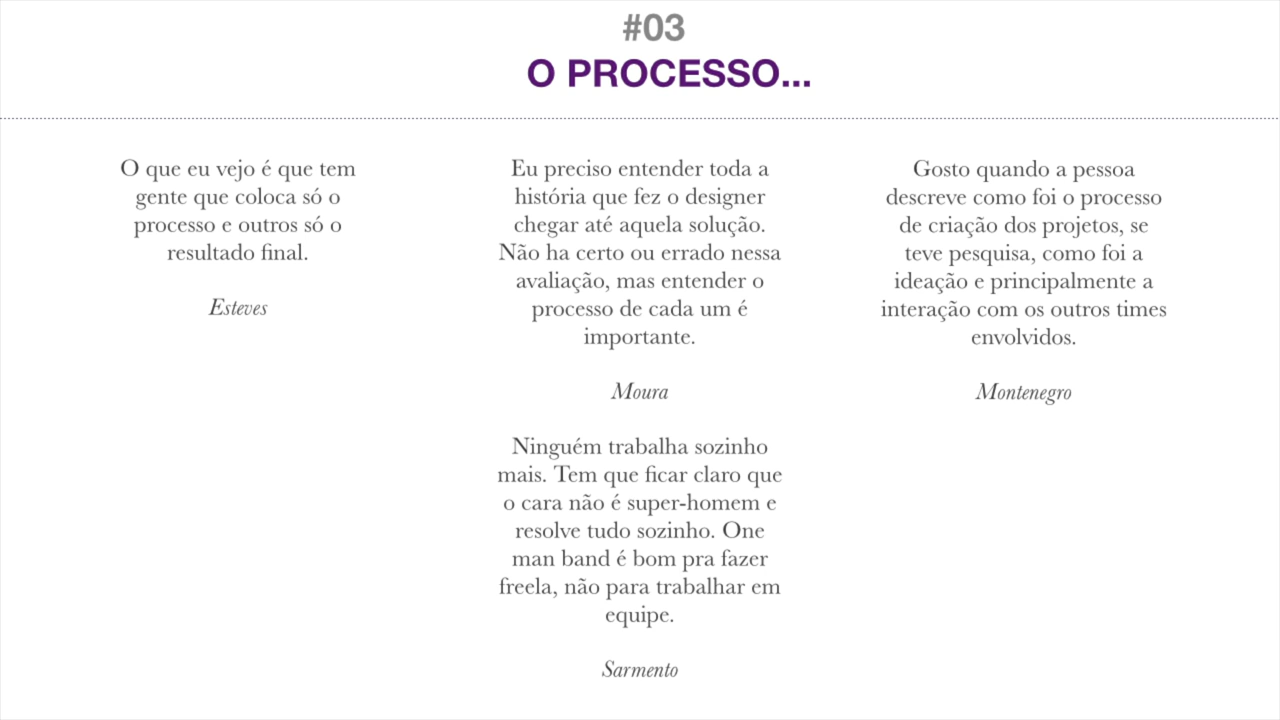 #03
O PROCESSO...
O que eu vejo é que tem
gente que coloca só o
processo e outros só o
resultado final.
Esteves
Eu preciso entender toda a
história que fez o designer
chegar até aquela solução.
Não ha certo ou errado nessa
avaliação, mas entender o
processo de cada um é
importante.
Moura
Ninguém trabalha sozinho
mais. Tem que ficar claro que
o cara não é super-homem e
resolve tudo sozinho. One
man band é bom pra fazer
freela, não para trabalhar em
equipe.
Sarmento
Gosto quando a pessoa
descreve como foi o processo
de criação dos projetos, se
teve pesquisa, como foi a
ideação e principalmente a
interação com os outros times
envolvidos.
Montenegro